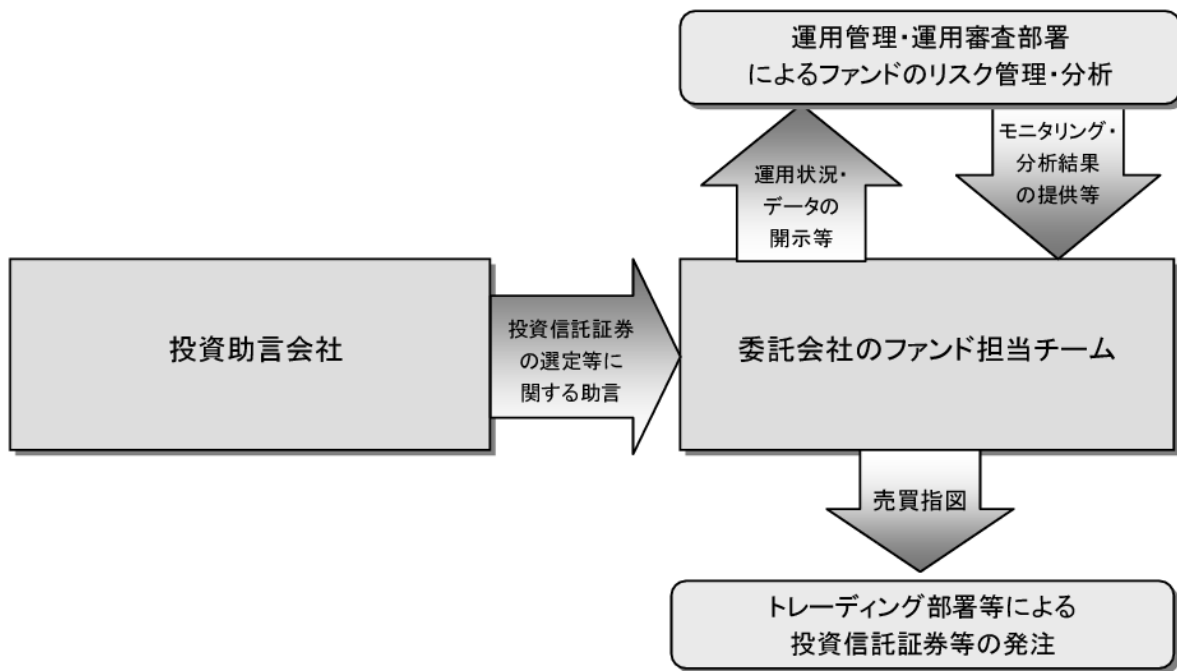 運用管理・運用審査部署
によるファンドのリスク管理・分析
運用状況・
データの
開示等
モニタリング・
分析結果
の提供等
投資助言会社
投資信託証券
の選定等に
関する助言
委託会社のファンド担当チーム
売買指図
トレーディング部署等による
投資信託証券等の発注